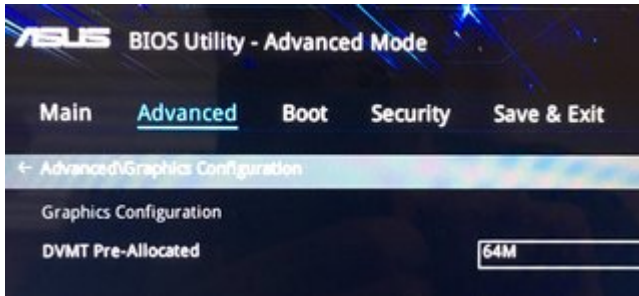 ASUS BIOS Utility - Advanced Mode
Main Advanced Boot Security Save & Exit
← Advanced\Graphics Configuration
Graphics Configuration
DVMT Pre-Allocated 64M